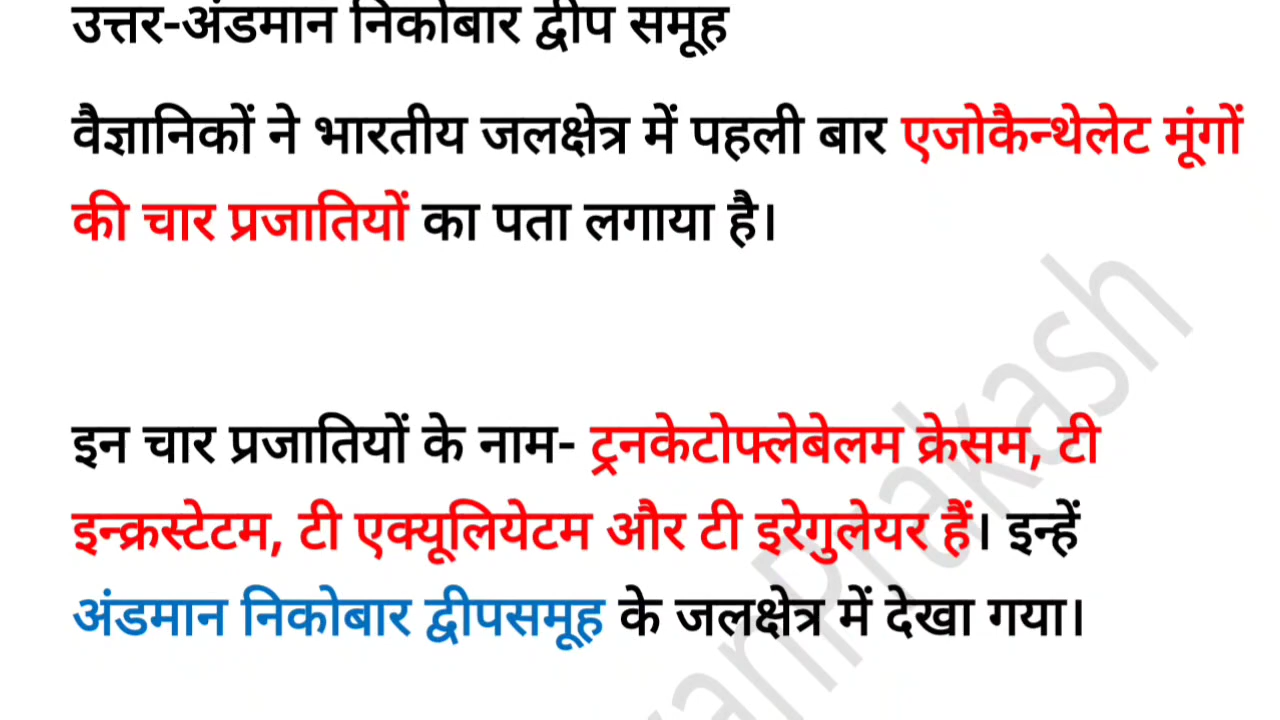 उत्तर-अंडमान निकोबार द्वीप समूह
वैज्ञानिकों ने भारतीय जलक्षेत्र में पहली बार एजोकैन्थेलेट मूंगों
की चार प्रजातियों का पता लगाया है।
इन चार प्रजातियों के नाम- ट्रनकेटोफ्लेबेलम क्रेसम, टी
इन्क्रस्टेटम, टी एक्यूलियेटम और टी इरेगुलेयर हैं। इन्हें
अंडमान निकोबार द्वीपसमूह के जलक्षेत्र में देखा गया।
Prakash